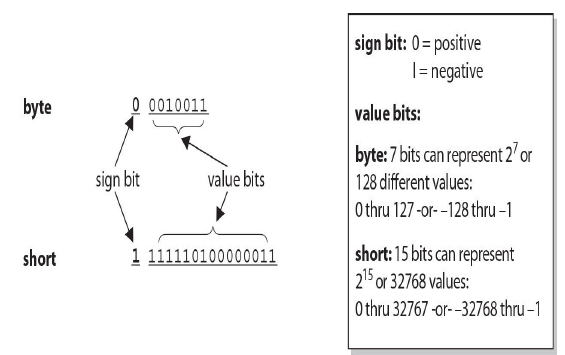 byte 0 0010011
sign bit value bits
short 1 111110100000011
sign bit: 0 = positive
I = negative
value bits:
byte: 7 bits can represent 2⁷ or
128 different values:
0 thru 127 -or- –128 thru –1
short: 15 bits can represent
2¹⁵ or 32768 values:
0 thru 32767 -or- –32768 thru –1